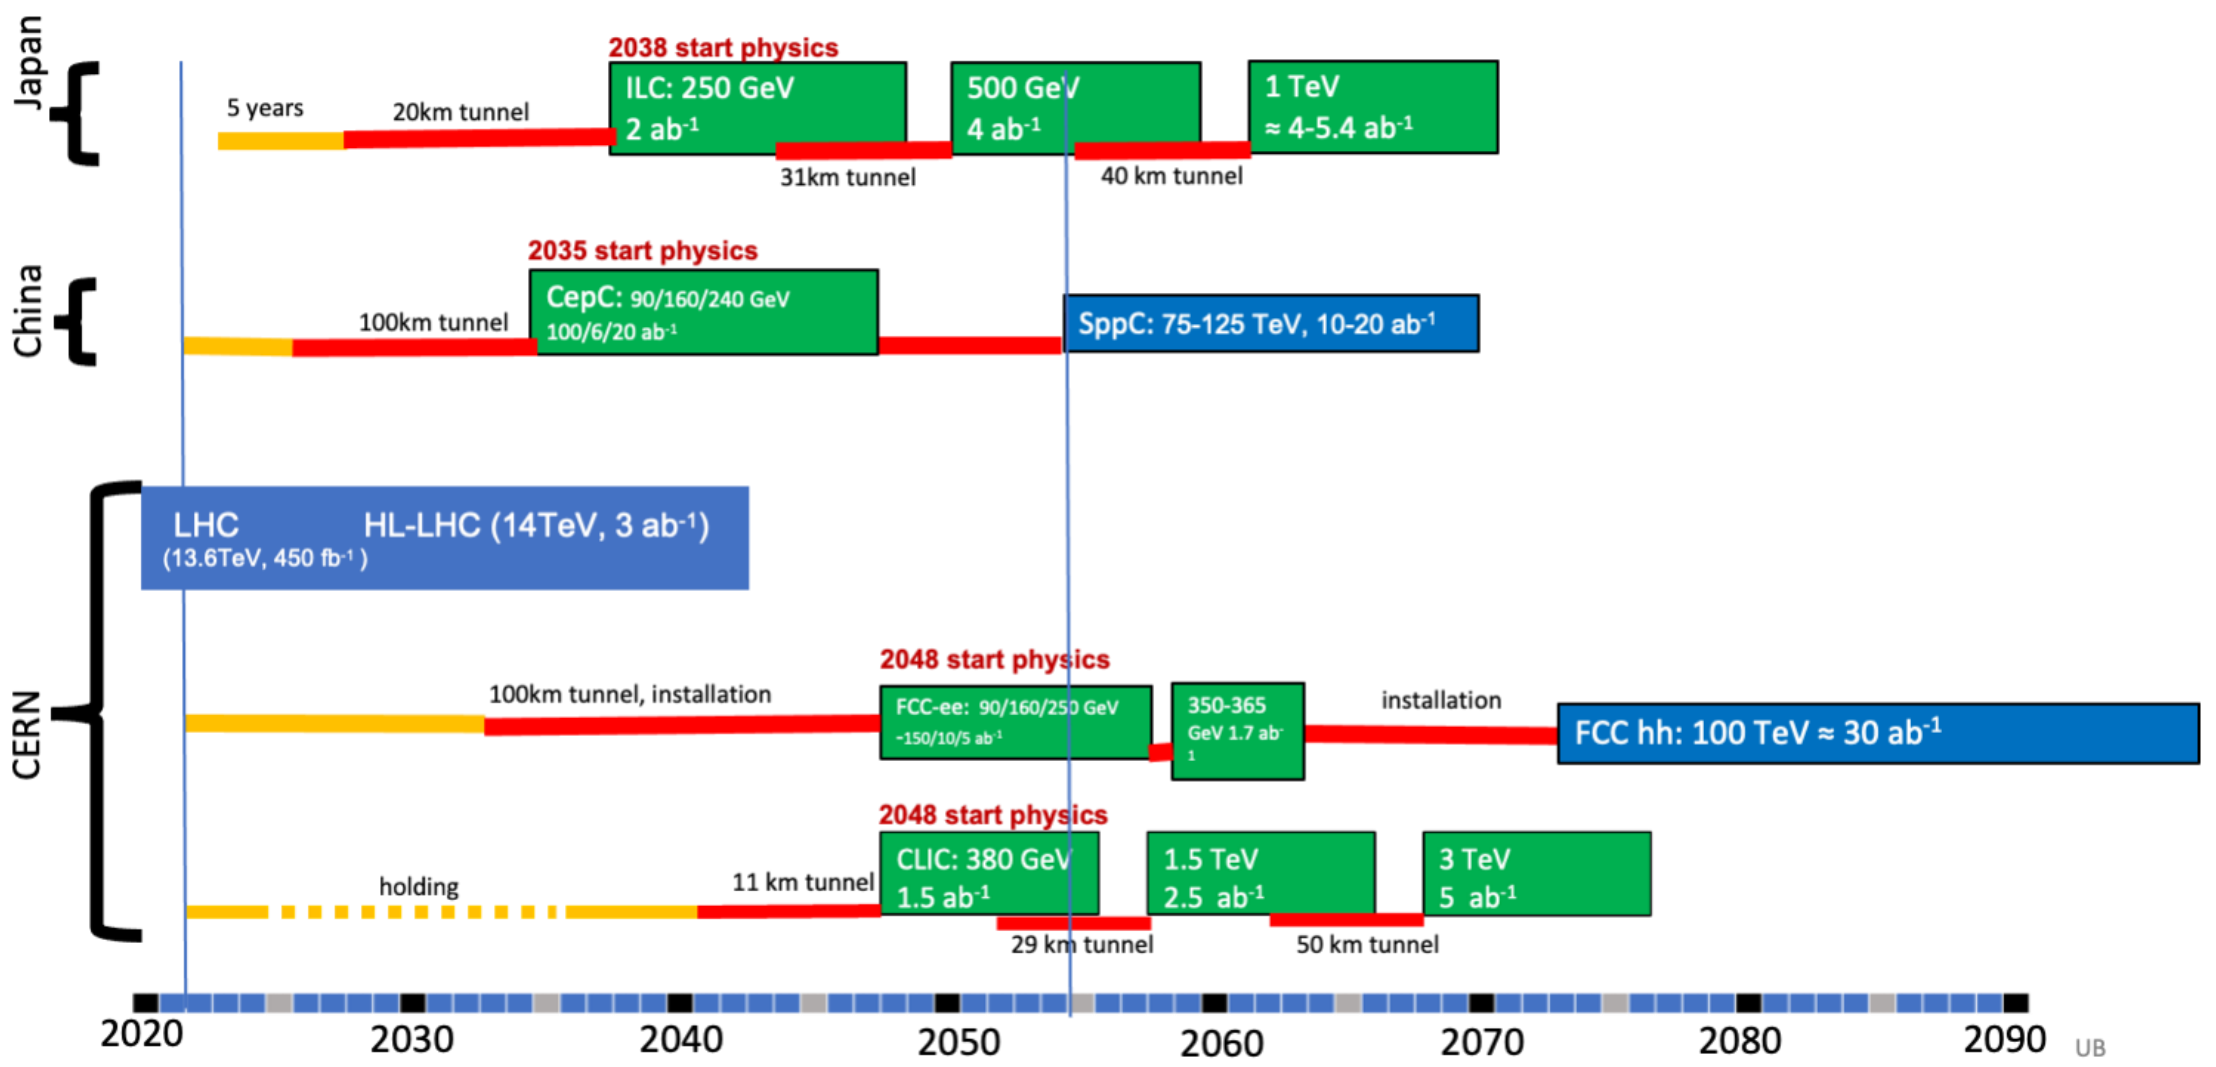 Japan
2038 start physics
5 years
20km tunnel
ILC: 250 GeV
2 ab-1
500 GeV
4 ab-1
1 TeV
≈ 4-5.4 ab-1
31km tunnel
40 km tunnel
China
2035 start physics
100km tunnel
CepC: 90/160/240 GeV
100/6/20 ab-1
SppC: 75-125 TeV, 10-20 ab-1
CERN
LHC
(13.6TeV, 450 fb-1 )
HL-LHC (14TeV, 3 ab-1)
2048 start physics
100km tunnel, installation
FCC-ee: 90/160/250 GeV
~150/10/5 ab-1
350-365
GeV 1.7 ab-
1
installation
FCC hh: 100 TeV ≈ 30 ab-1
2048 start physics
holding
11 km tunnel
CLIC: 380 GeV
1.5 ab-1
1.5 TeV
2.5 ab-1
3 TeV
5 ab-1
29 km tunnel
50 km tunnel
2020
2030
2040
2050
2060
2070
2080
2090
UB